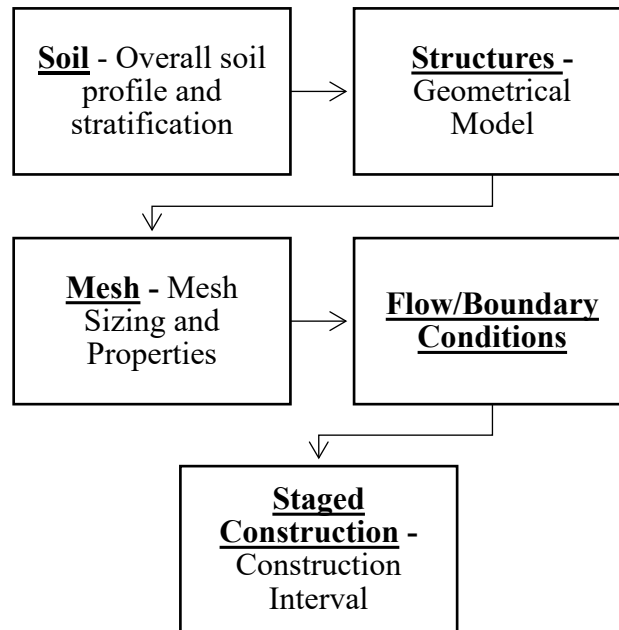 Soil - Overall soil
profile and
stratification
Structures -
Geometrical
Model
Mesh - Mesh
Sizing and
Properties
Flow/Boundary
Conditions
Staged
Construction -
Construction
Interval